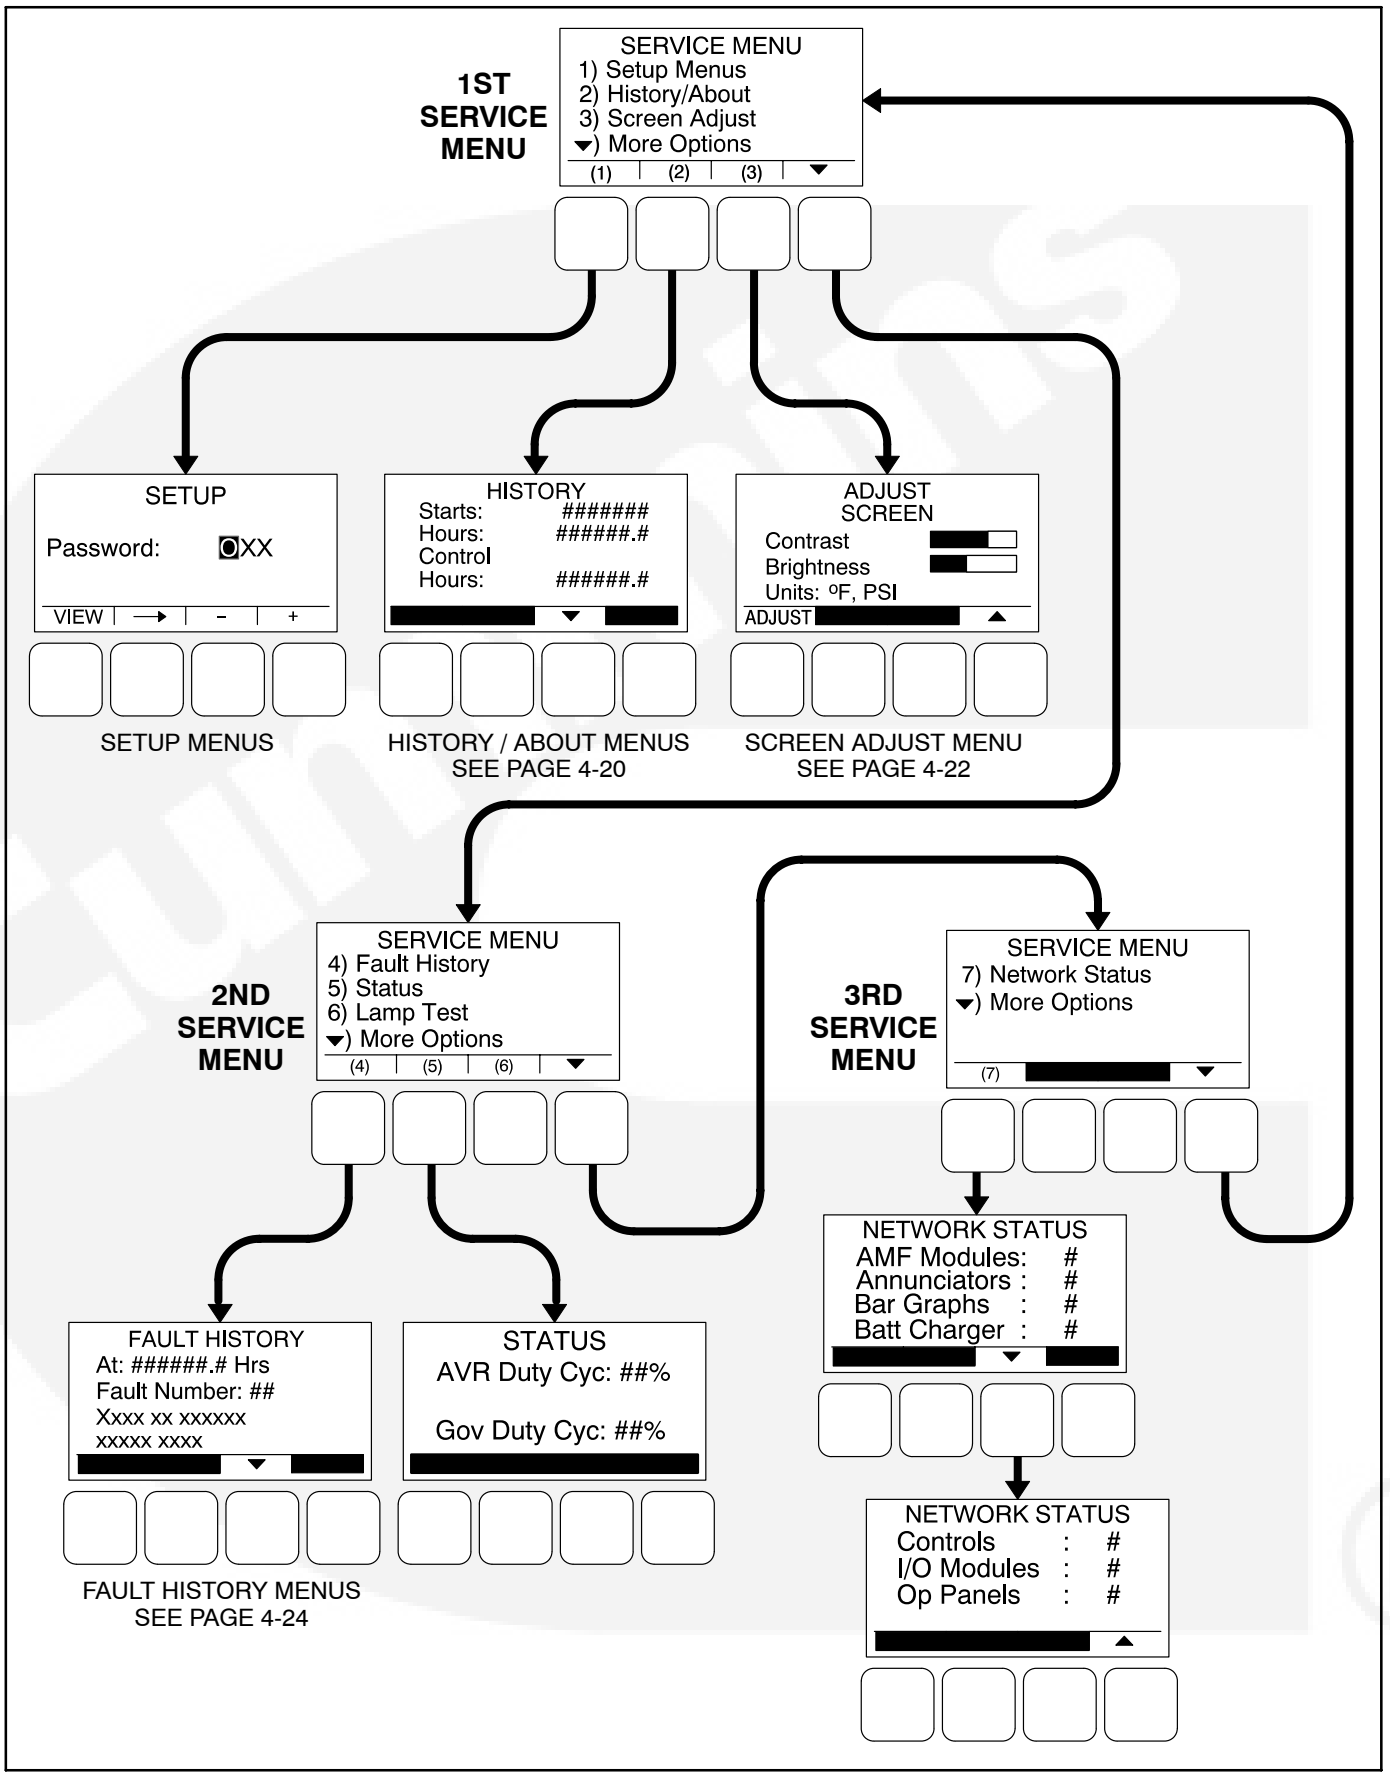 1ST
SERVICE
MENU
SERVICE MENU
1) Setup Menus
2) History/About
3) Screen Adjust
▼) More Options
(1) (2) (3) ▼
SETUP
Password: 0XX
VIEW → - +
SETUP MENUS
HISTORY
Starts: #######
Hours: ######.#
Control
Hours: ######.#
▼
HISTORY / ABOUT MENUS
SEE PAGE 4-20
ADJUST
SCREEN
Contrast
Brightness
Units: ºF, PSI
ADJUST ▲
SCREEN ADJUST MENU
SEE PAGE 4-22
2ND
SERVICE
MENU
SERVICE MENU
4) Fault History
5) Status
6) Lamp Test
▼) More Options
(4) (5) (6) ▼
3RD
SERVICE
MENU
SERVICE MENU
7) Network Status
▼) More Options
(7) ▼
FAULT HISTORY
At: ######.# Hrs
Fault Number: ##
Xxxx xx xxxxxx
xxxxx xxxx
▼
FAULT HISTORY MENUS
SEE PAGE 4-24
STATUS
AVR Duty Cyc: ##%
Gov Duty Cyc: ##%
NETWORK STATUS
AMF Modules: #
Annunciators : #
Bar Graphs : #
Batt Charger : #
▼
NETWORK STATUS
Controls : #
I/O Modules : #
Op Panels : #
▲
Cummins